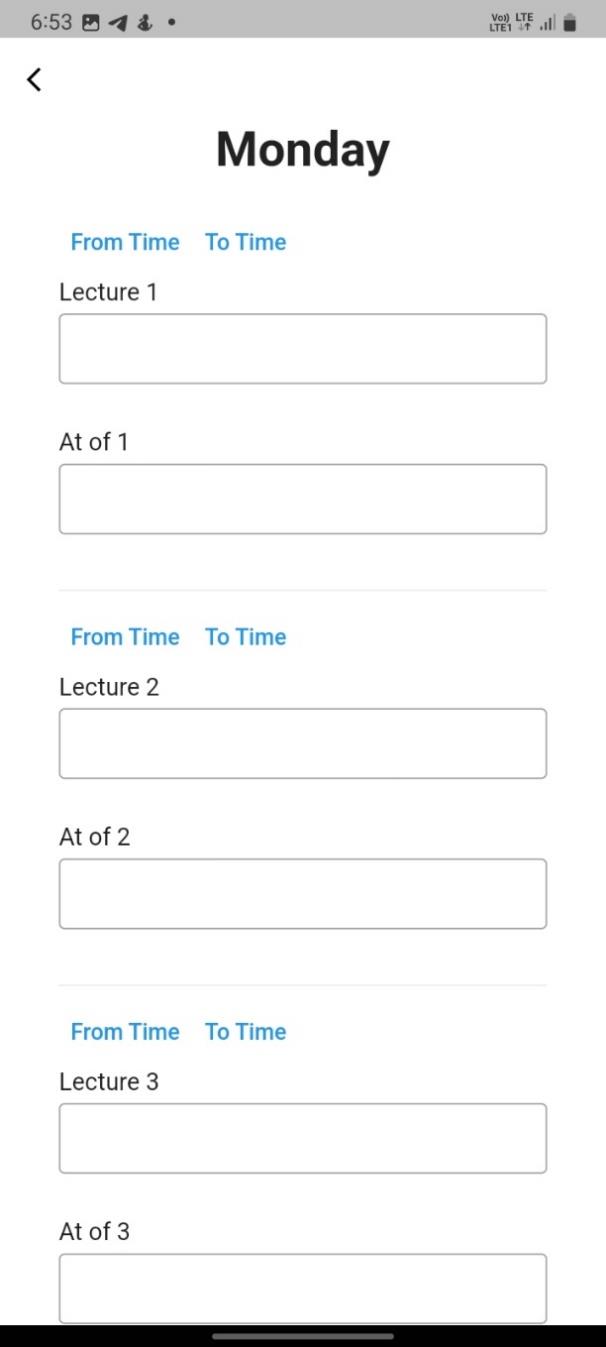 6:53 Vo)) LTE
LTE1
Monday
From Time To Time
Lecture 1
At of 1
From Time To Time
Lecture 2
At of 2
From Time To Time
Lecture 3
At of 3